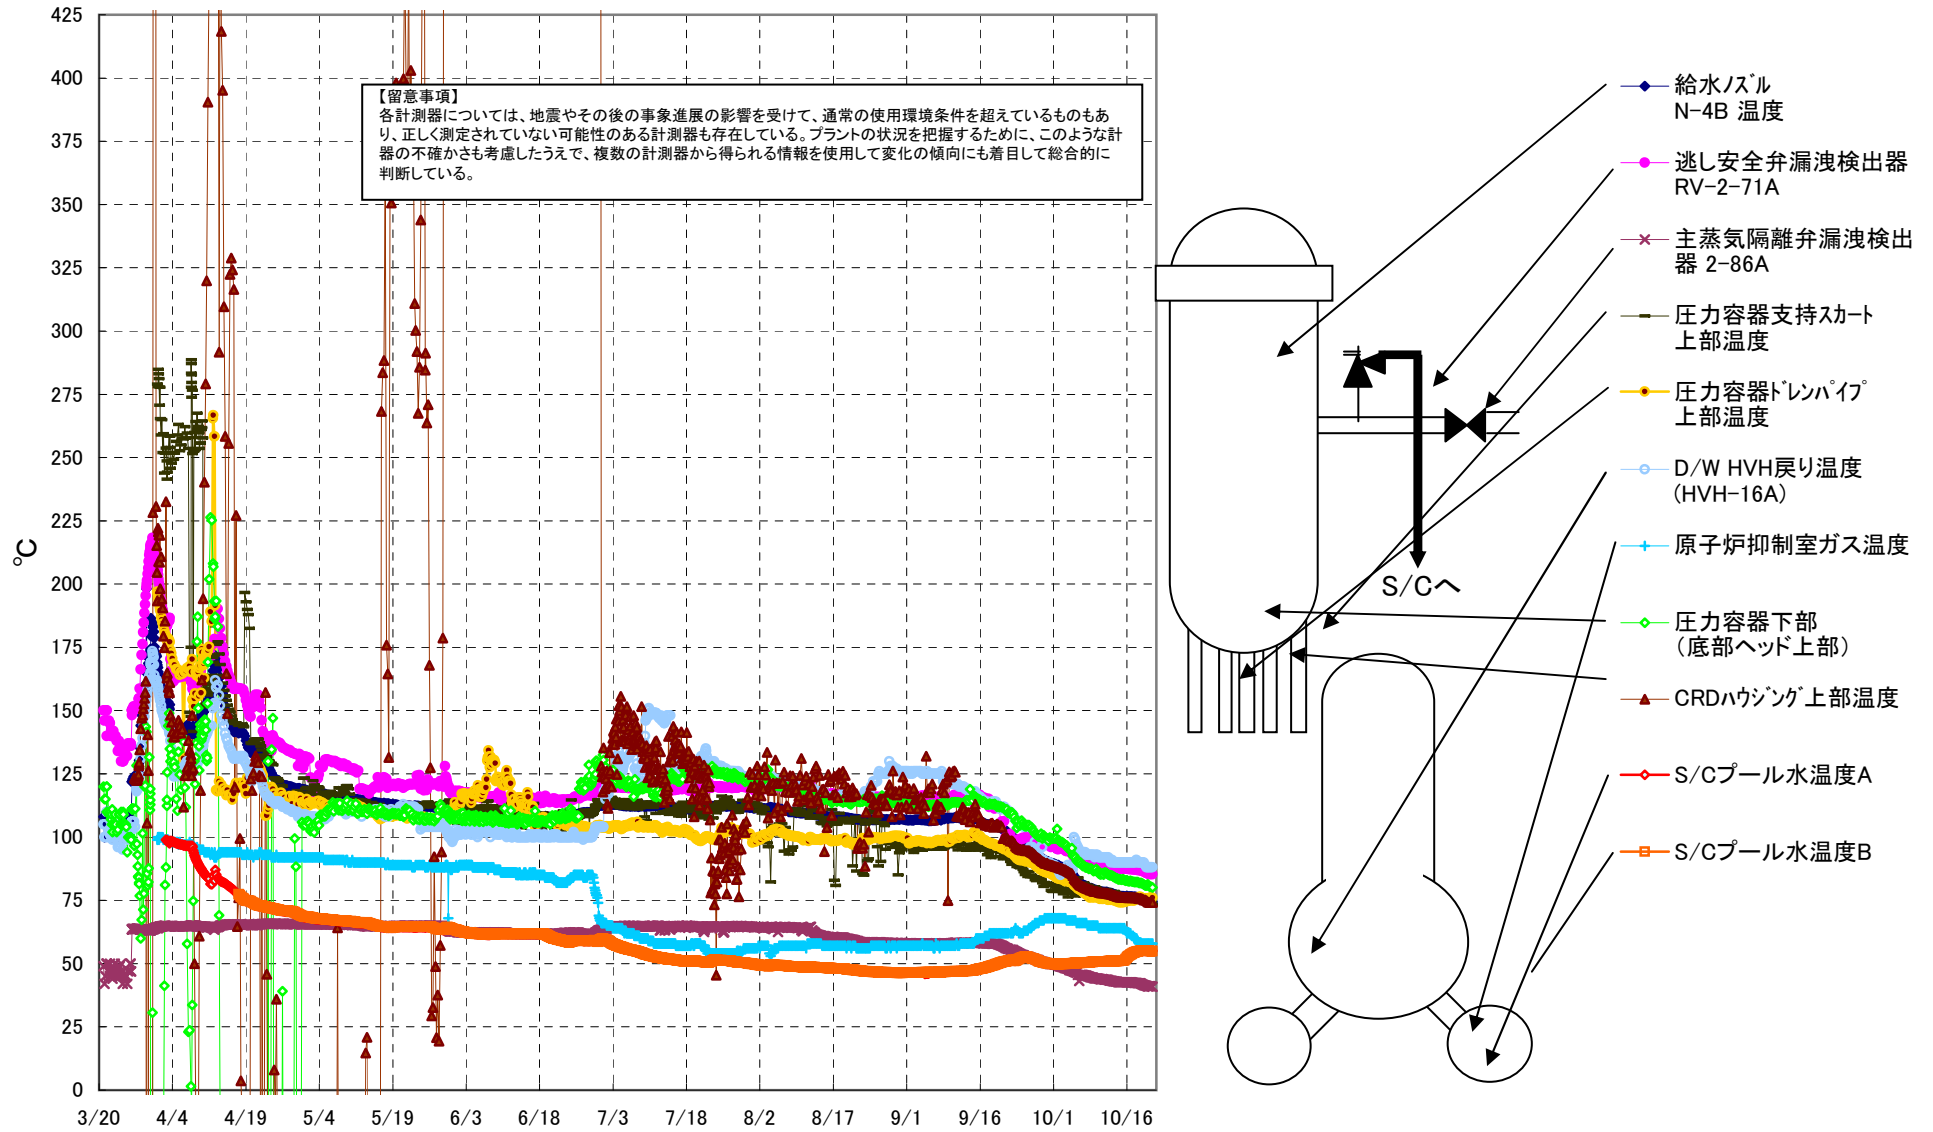 425
400
375
350
325
300
275
250
225
200
175
150
125
100
75
50
25
0
℃
3/20 4/4 4/19 5/4 5/19 6/3 6/18 7/3 7/18 8/2 8/17 9/1 9/16 10/1 10/16
【留意事項】
各計測器については、地震やその後の事象進展の影響を受けて、通常の使用環境条件を超えているものもあ
り、正しく測定されていない可能性のある計測器も存在している。プラントの状況を把握するために、このような計
器の不確かさも考慮したうえで、複数の計測器から得られる情報を使用して変化の傾向にも着目して総合的に
判断している。
S/Cへ
給水ﾉｽﾞﾙ
N-4B 温度
逃し安全弁漏洩検出器
RV-2-71A
主蒸気隔離弁漏洩検出
器 2-86A
圧力容器支持ｽｶｰﾄ
上部温度
圧力容器ﾄﾞﾚﾝﾊﾟｲﾌﾟ
上部温度
D/W HVH戻り温度
(HVH-16A)
原子炉抑制室ガス温度
圧力容器下部
（底部ヘッド上部）
CRDﾊｳｼﾞﾝｸﾞ上部温度
S/Cプール水温度A
S/Cプール水温度B